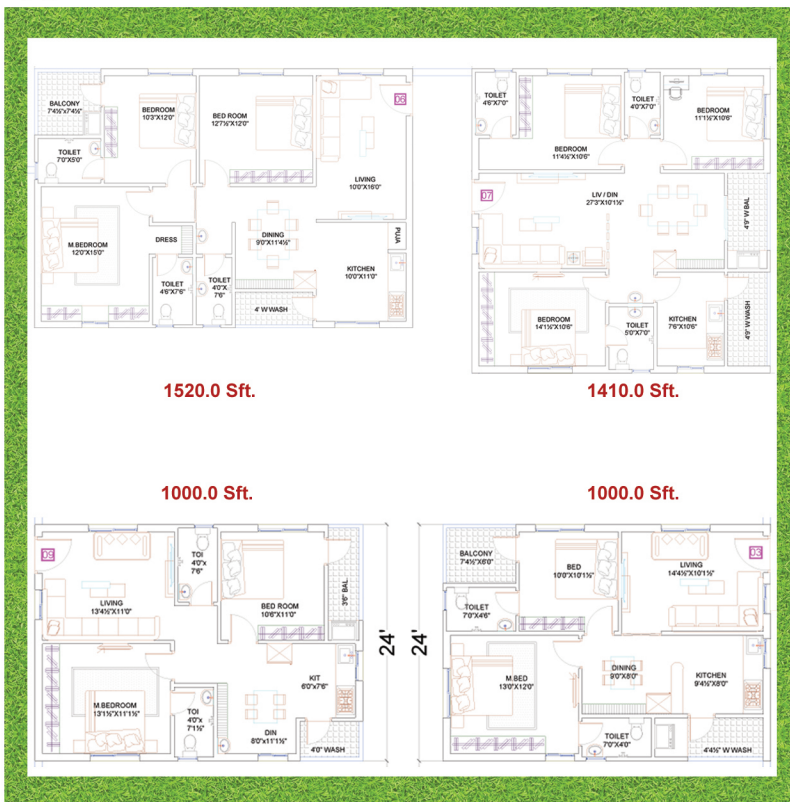 BALCONY
7'4½"x7'4½"
BEDROOM
10'3"X12'0"
BED ROOM
12'7½"X12'0"
06
TOILET
7'0"X5'0"
LIVING
10'0"X16'0"
M.BEDROOM
12'0"X15'0"
DRESS
DINING
9'0"X11'4½"
PUJA
TOILET
4'6"X7'6"
TOILET
4'0"X
7'6"
KITCHEN
10'0"X11'0"
4' W WASH
1520.0 Sft.
TOILET
4'6"X7'0"
TOILET
4'0"X7'0"
BEDROOM
11'1½"X10'6"
BEDROOM
11'4½"X10'6"
07
LIV / DIN
27'3"X10'1½"
4'9" W BAL
BEDROOM
14'1½"X10'6"
TOILET
5'0"X7'0"
KITCHEN
7'6"X10'6"
4'9" W WASH
1410.0 Sft.
1000.0 Sft.
09
TOI
4'0"x
7'6"
LIVING
13'4½"X11'0"
BED ROOM
10'6"X11'0"
3'6" BAL
24'
M.BEDROOM
13'1½"X11'1½"
TOI
4'0"x
7'1½"
KIT
6'0"x7'6"
DIN
8'0"x11'1½"
4'0" WASH
1000.0 Sft.
24'
BALCONY
7'4½"X6'0"
BED
10'0"X10'1½"
LIVING
14'4½"X10'1½"
03
TOILET
7'0"X4'6"
M.BED
13'0"X12'0"
DINING
9'0"X8'0"
KITCHEN
9'4½"X8'0"
TOILET
7'0"X4'0"
4'4½" W WASH